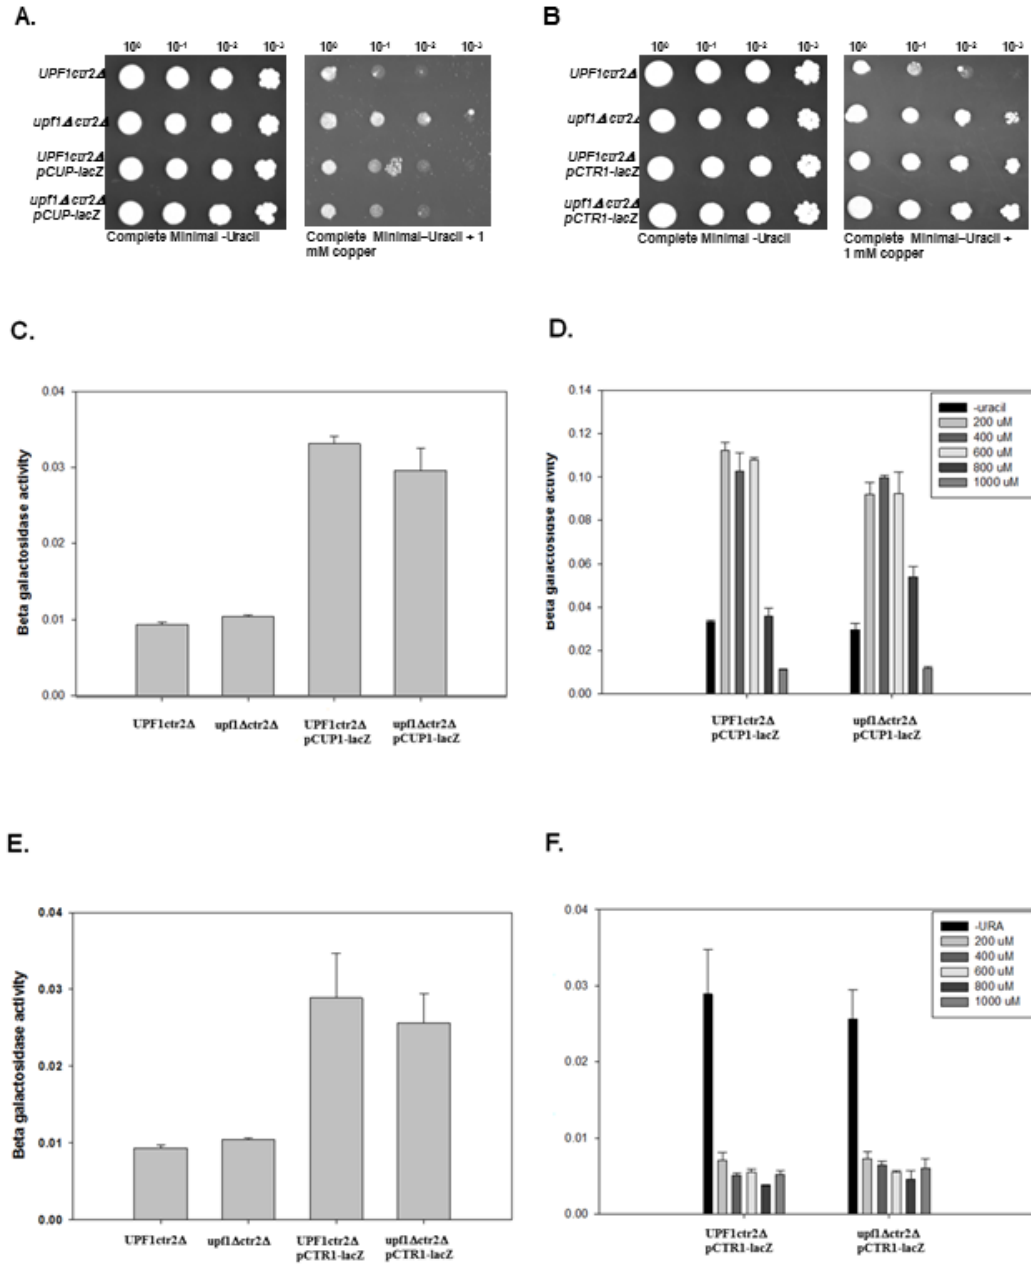 A.
10⁰ 10⁻¹ 10⁻² 10⁻³ 10⁰ 10⁻¹ 10⁻² 10⁻³
UPF1ctr2Δ
upf1Δctr2Δ
UPF1ctr2Δ
pCUP-lacZ
upf1Δctr2Δ
pCUP-lacZ
Complete Minimal -Uracil
Complete Minimal–Uracil + 1
mM copper
B
10⁰ 10⁻¹ 10⁻² 10⁻³ 10⁰ 10⁻¹ 10⁻² 10⁻³
UPF1ctr2Δ
upf1Δctr2Δ
UPF1ctr2Δ
pCTR1-lacZ
upf1Δctr2Δ
pCTR1-lacZ
Complete Minimal -Uracil
Complete Minimal–Uracil +
1 mM copper
C.
Beta galactosidase activity
0.04
0.03
0.02
0.01
0.00
UPF1ctr2Δ
upf1Δctr2Δ
UPF1ctr2Δ
pCUP1-lacZ
upf1Δctr2Δ
pCUP1-lacZ
D.
Beta galactosidase activity
0.14
0.12
0.10
0.08
0.06
0.04
0.02
0.00
-uracil
200 uM
400 uM
600 uM
800 uM
1000 uM
UPF1ctr2Δ
pCUP1-lacZ
upf1Δctr2Δ
pCUP1-lacZ
E.
Beta galactosidase activity
0.04
0.03
0.02
0.01
0.00
UPF1ctr2Δ
upf1Δctr2Δ
UPF1ctr2Δ
pCTR1-lacZ
upf1Δctr2Δ
pCTR1-lacZ
F.
0.04
0.03
0.02
0.01
0.00
-URA
200 uM
400 uM
600 uM
800 uM
1000 uM
UPF1ctr2Δ
pCTR1-lacZ
upf1Δctr2Δ
pCTR1-lacZ